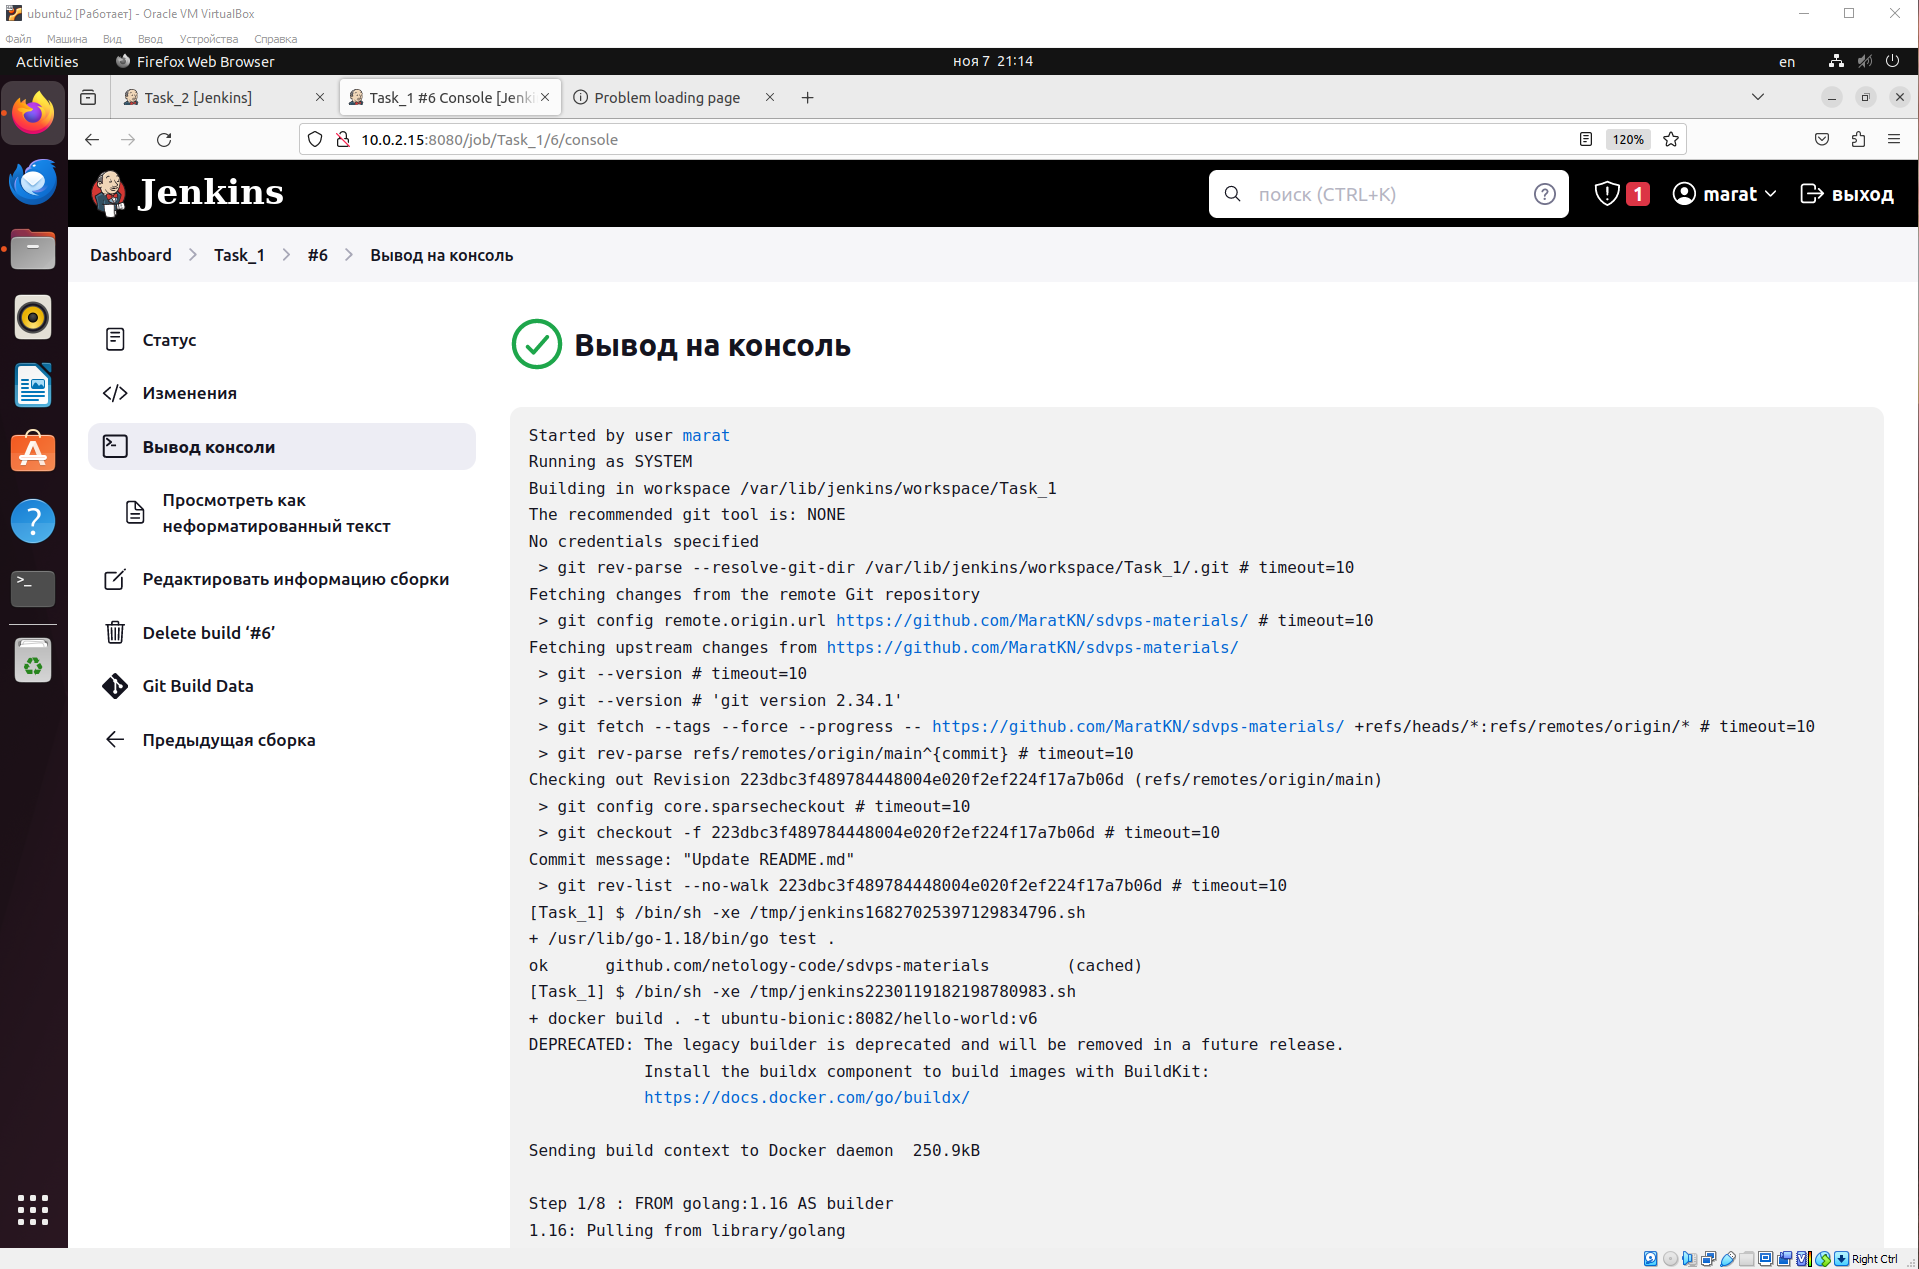 ubuntu2 [Работает] - Oracle VM VirtualBox
Файл Машина Вид Ввод Устройства Справка
Activities Firefox Web Browser ноя 7 21:14 en
Task_2 [Jenkins] Task_1 #6 Console [Jenki Problem loading page
10.0.2.15:8080/job/Task_1/6/console 120%
Jenkins поиск (CTRL+K) 1 marat выход
Dashboard Task_1 #6 Вывод на консоль
Статус
Изменения
Вывод консоли
Просмотреть как
неформатированный текст
Редактировать информацию сборки
Delete build ‘#6’
Git Build Data
Предыдущая сборка
Вывод на консоль
Started by user marat
Running as SYSTEM
Building in workspace /var/lib/jenkins/workspace/Task_1
The recommended git tool is: NONE
No credentials specified
 > git rev-parse --resolve-git-dir /var/lib/jenkins/workspace/Task_1/.git # timeout=10
Fetching changes from the remote Git repository
 > git config remote.origin.url https://github.com/MaratKN/sdvps-materials/ # timeout=10
Fetching upstream changes from https://github.com/MaratKN/sdvps-materials/
 > git --version # timeout=10
 > git --version # 'git version 2.34.1'
 > git fetch --tags --force --progress -- https://github.com/MaratKN/sdvps-materials/ +refs/heads/*:refs/remotes/origin/* # timeout=10
 > git rev-parse refs/remotes/origin/main^{commit} # timeout=10
Checking out Revision 223dbc3f489784448004e020f2ef224f17a7b06d (refs/remotes/origin/main)
 > git config core.sparsecheckout # timeout=10
 > git checkout -f 223dbc3f489784448004e020f2ef224f17a7b06d # timeout=10
Commit message: "Update README.md"
 > git rev-list --no-walk 223dbc3f489784448004e020f2ef224f17a7b06d # timeout=10
[Task_1] $ /bin/sh -xe /tmp/jenkins16827025397129834796.sh
+ /usr/lib/go-1.18/bin/go test .
ok github.com/netology-code/sdvps-materials (cached)
[Task_1] $ /bin/sh -xe /tmp/jenkins2230119182198780983.sh
+ docker build . -t ubuntu-bionic:8082/hello-world:v6
DEPRECATED: The legacy builder is deprecated and will be removed in a future release.
Install the buildx component to build images with BuildKit:
https://docs.docker.com/go/buildx/
Sending build context to Docker daemon 250.9kB
Step 1/8 : FROM golang:1.16 AS builder
1.16: Pulling from library/golang
Right Ctrl